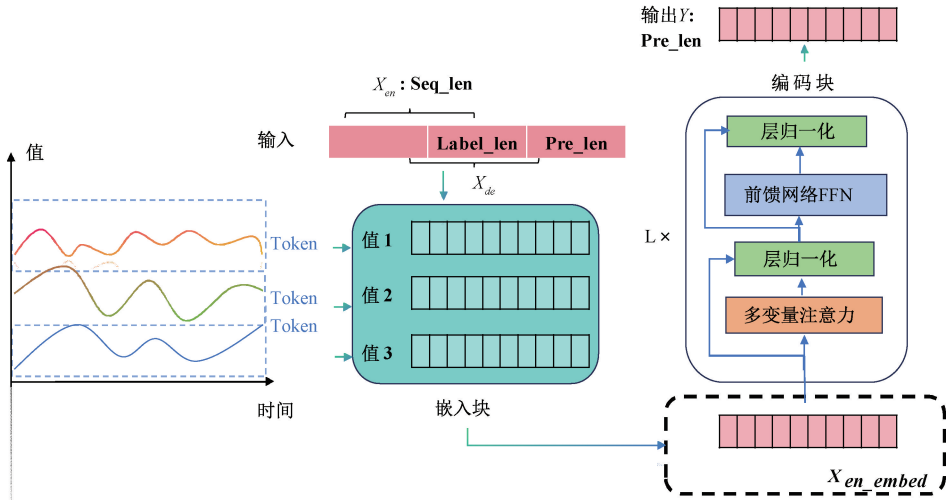 值
Token
Token
Token
时间
X_en : Seq_len
输入
Label_len
Pre_len
X_de
值 1
值 2
值 3
嵌入块
输出Y:
Pre_len
编码块
层归一化
前馈网络FFN
L ×
层归一化
多变量注意力
X_en_embed